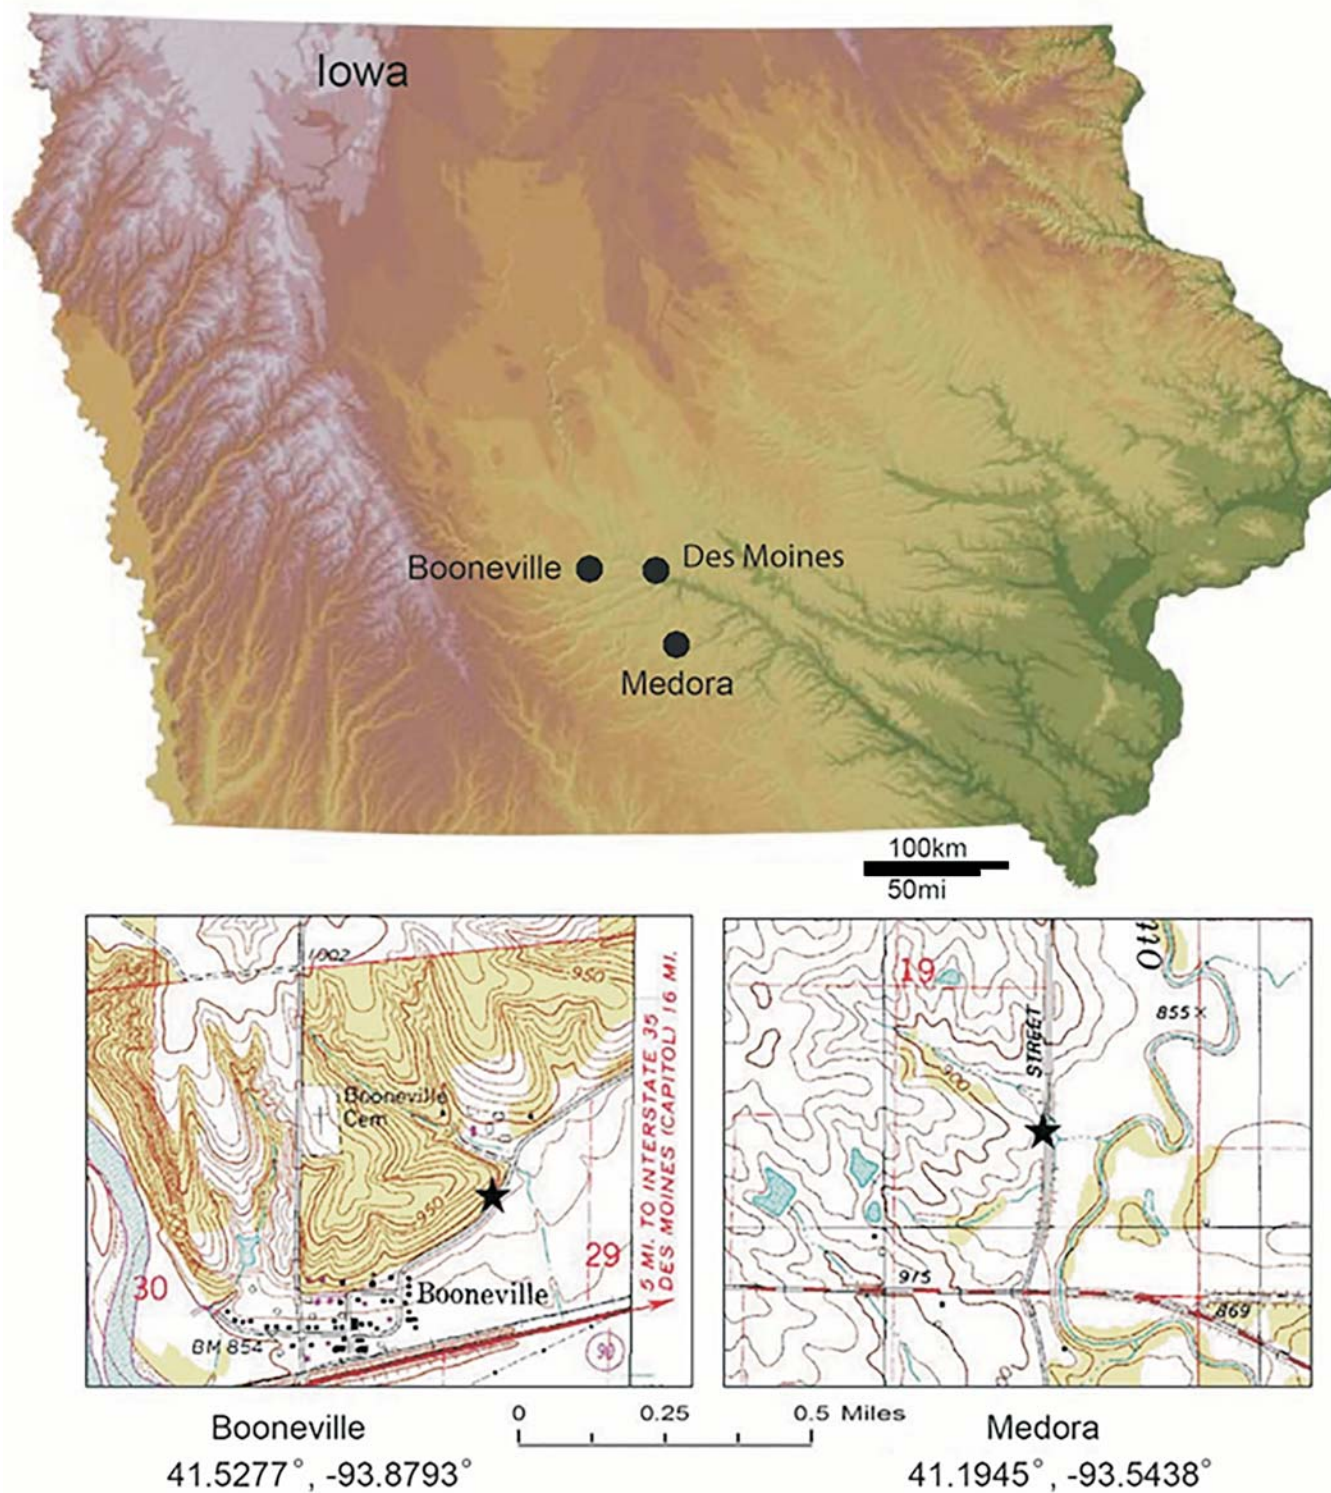 Iowa
Booneville
Des Moines
Medora
100km
50mi
1002
950
Booneville
Cem
950
30
29
Booneville
BM 854
90
5 MI. TO INTERSTATE 35
DES MOINES (CAPITOL) 16 MI.
19
Ott
855
STREET
900
915
869
0 0.25 0.5 Miles
Booneville
41.5277°, -93.8793°
Medora
41.1945°, -93.5438°